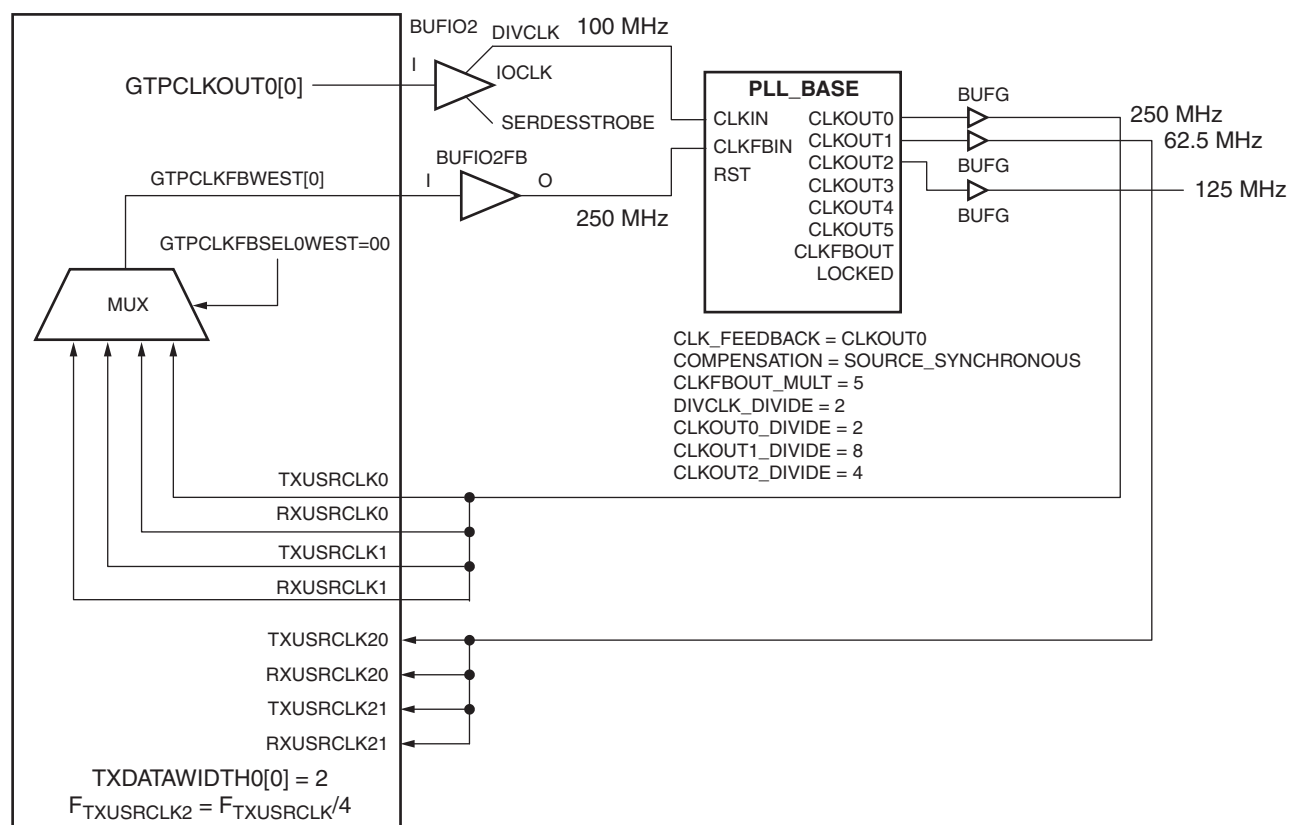 BUFIO2
DIVCLK 100 MHz
GTPCLKOUT0[0]
I
IOCLK
SERDESSTROBE
BUFIO2FB
GTPCLKFBWEST[0]
I
O
250 MHz
GTPCLKFBSEL0WEST=00
MUX
PLL_BASE
CLKIN
CLKFBIN
RST
CLKOUT0
CLKOUT1
CLKOUT2
CLKOUT3
CLKOUT4
CLKOUT5
CLKFBOUT
LOCKED
BUFG
250 MHz
62.5 MHz
BUFG
125 MHz
BUFG
CLK_FEEDBACK = CLKOUT0
COMPENSATION = SOURCE_SYNCHRONOUS
CLKFBOUT_MULT = 5
DIVCLK_DIVIDE = 2
CLKOUT0_DIVIDE = 2
CLKOUT1_DIVIDE = 8
CLKOUT2_DIVIDE = 4
TXUSRCLK0
RXUSRCLK0
TXUSRCLK1
RXUSRCLK1
TXUSRCLK20
RXUSRCLK20
TXUSRCLK21
RXUSRCLK21
TXDATAWIDTH0[0] = 2
FTXUSRCLK2 = FTXUSRCLK/4